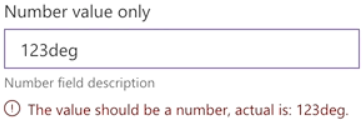 Number value only
123deg
Number field description
The value should be a number, actual is: 123deg.